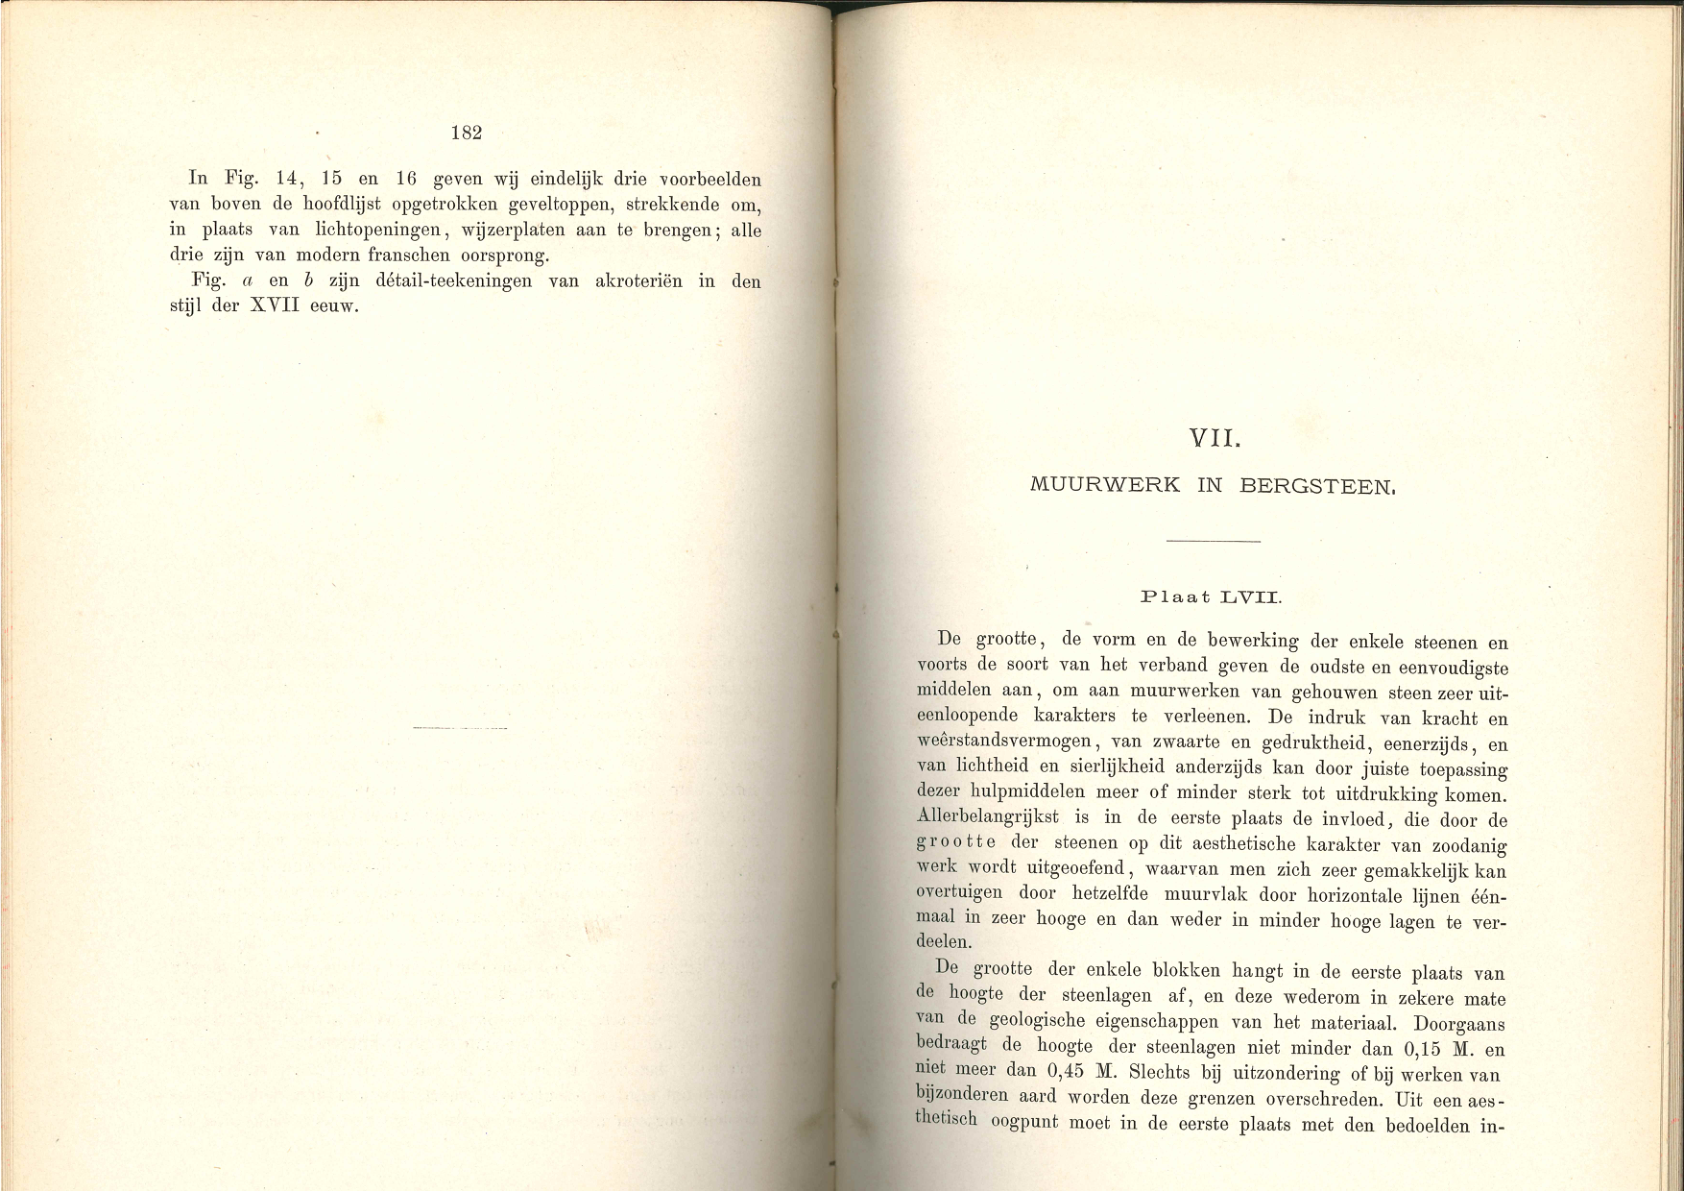 182
In Fig. 14, 15 en 16 geven wij eindelijk drie voorbeelden
van boven de hoofdlijst opgetrokken geveltoppen, strekkende om,
in plaats van lichtopeningen, wijzerplaten aan te brengen; alle
drie zijn van modern franschen oorsprong.
Fig. a en b zijn détail-teekeningen van akroteriën in den
stijl der XVII eeuw.
VII.
MUURWERK IN BERGSTEEN.
Plaat LVII.
De grootte, de vorm en de bewerking der enkele steenen en
voorts de soort van het verband geven de oudste en eenvoudigste
middelen aan, om aan muurwerken van gehouwen steen zeer uit-
eenloopende karakters te verleenen. De indruk van kracht en
weêrstandsvermogen, van zwaarte en gedruktheid, eenerzijds, en
van lichtheid en sierlijkheid anderzijds kan door juiste toepassing
dezer hulpmiddelen meer of minder sterk tot uitdrukking komen.
Allerbelangrijkst is in de eerste plaats de invloed, die door de
grootte der steenen op dit aesthetische karakter van zoodanig
werk wordt uitgeoefend, waarvan men zich zeer gemakkelijk kan
overtuigen door hetzelfde muurvlak door horizontale lijnen één-
maal in zeer hooge en dan weder in minder hooge lagen te ver-
deelen.
De grootte der enkele blokken hangt in de eerste plaats van
de hoogte der steenlagen af, en deze wederom in zekere mate
van de geologische eigenschappen van het materiaal. Doorgaans
bedraagt de hoogte der steenlagen niet minder dan 0,15 M. en
niet meer dan 0,45 M. Slechts bij uitzondering of bij werken van
bijzonderen aard worden deze grenzen overschreden. Uit een aes-
thetisch oogpunt moet in de eerste plaats met den bedoelden in-